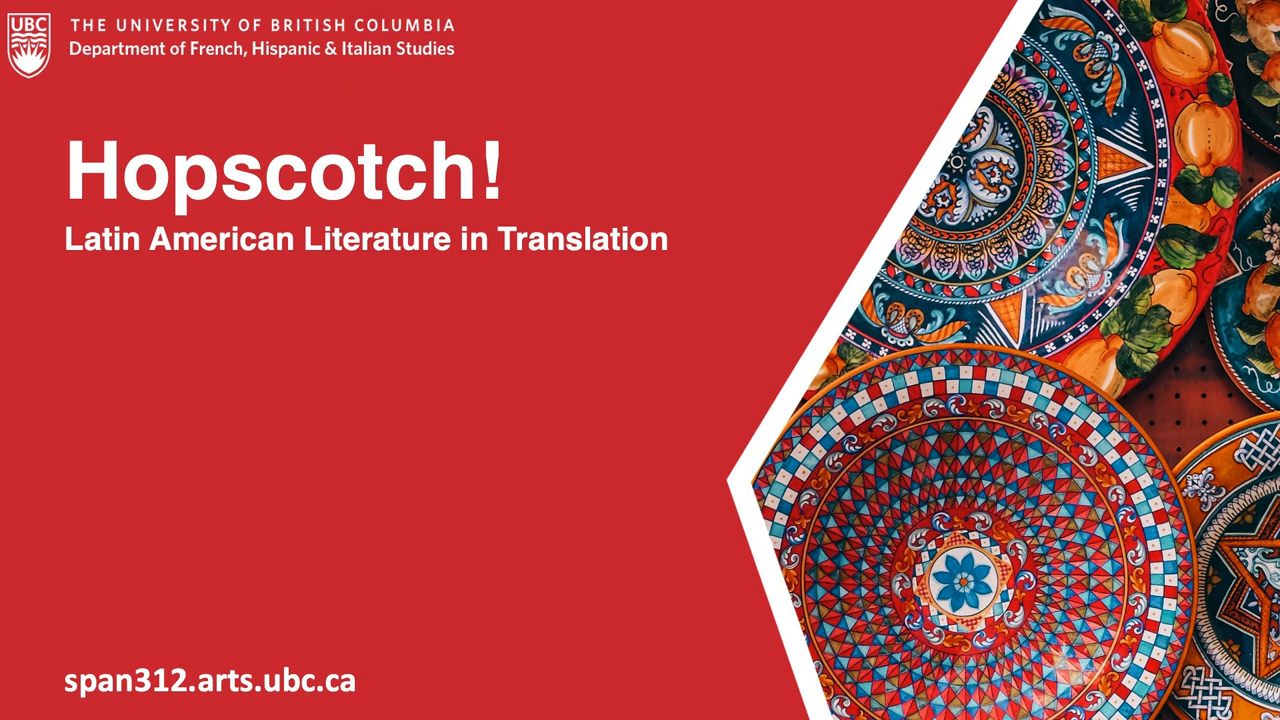 UBC
THE UNIVERSITY OF BRITISH COLUMBIA
Department of French, Hispanic & Italian Studies
Hopscotch!
Latin American Literature in Translation
span312.arts.ubc.ca